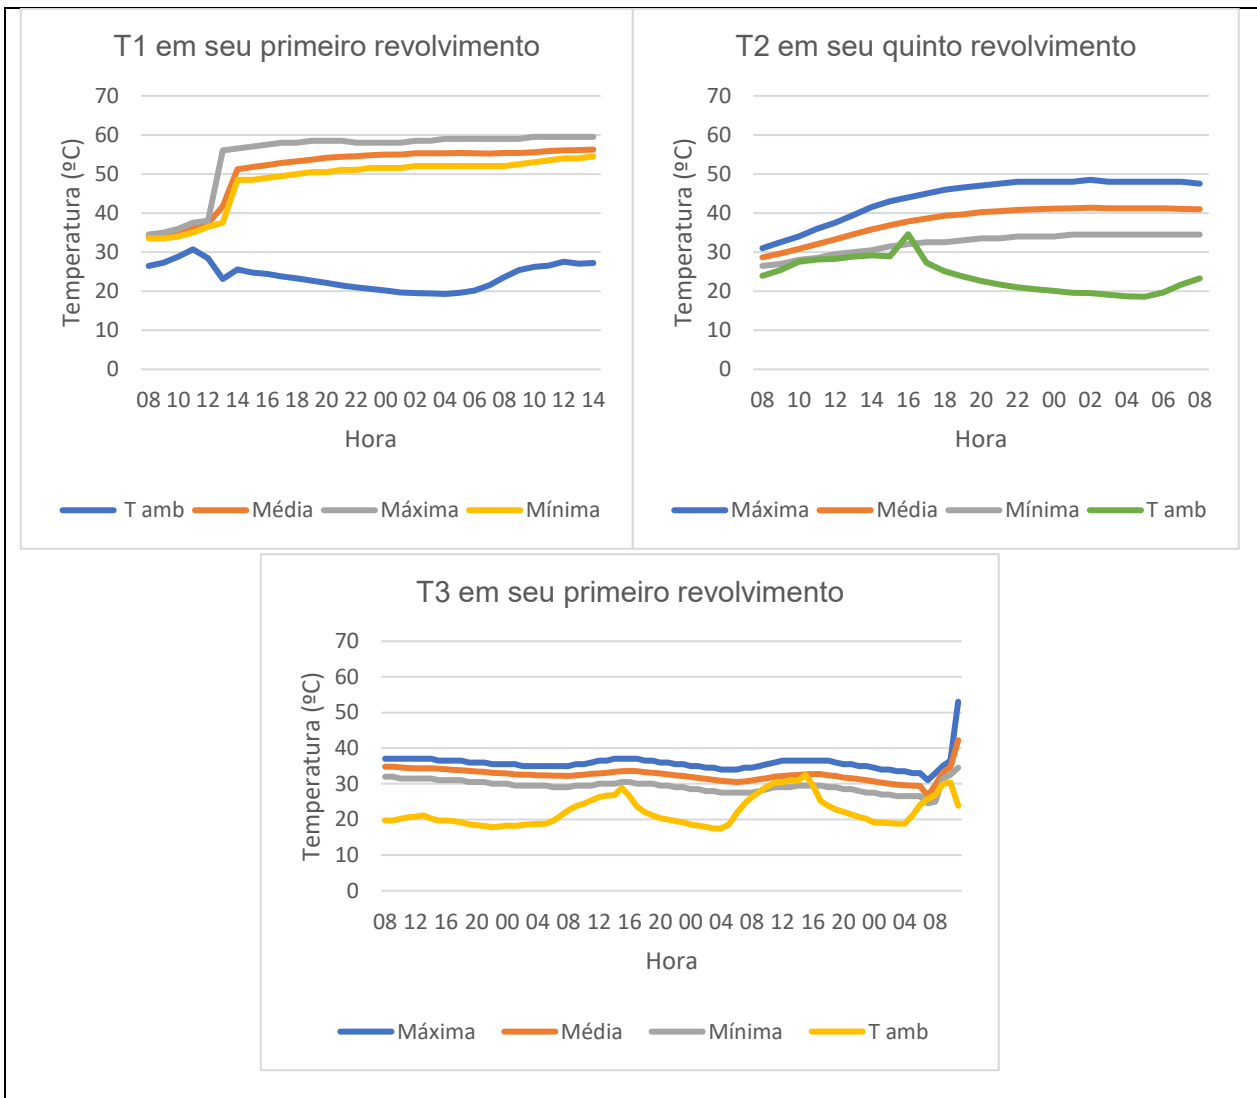 T1 em seu primeiro revolvimento
Temperatura (ºC)
70
60
50
40
30
20
10
0
08 10 12 14 16 18 20 22 00 02 04 06 08 10 12 14
Hora
T amb Média Máxima Mínima
T2 em seu quinto revolvimento
Temperatura (ºC)
70
60
50
40
30
20
10
0
08 10 12 14 16 18 20 22 00 02 04 06 08
Hora
Máxima Média Mínima T amb
T3 em seu primeiro revolvimento
Temperatura (ºC)
70
60
50
40
30
20
10
0
08 12 16 20 00 04 08 12 16 20 00 04 08 12 16 20 00 04 08
Hora
Máxima Média Mínima T amb